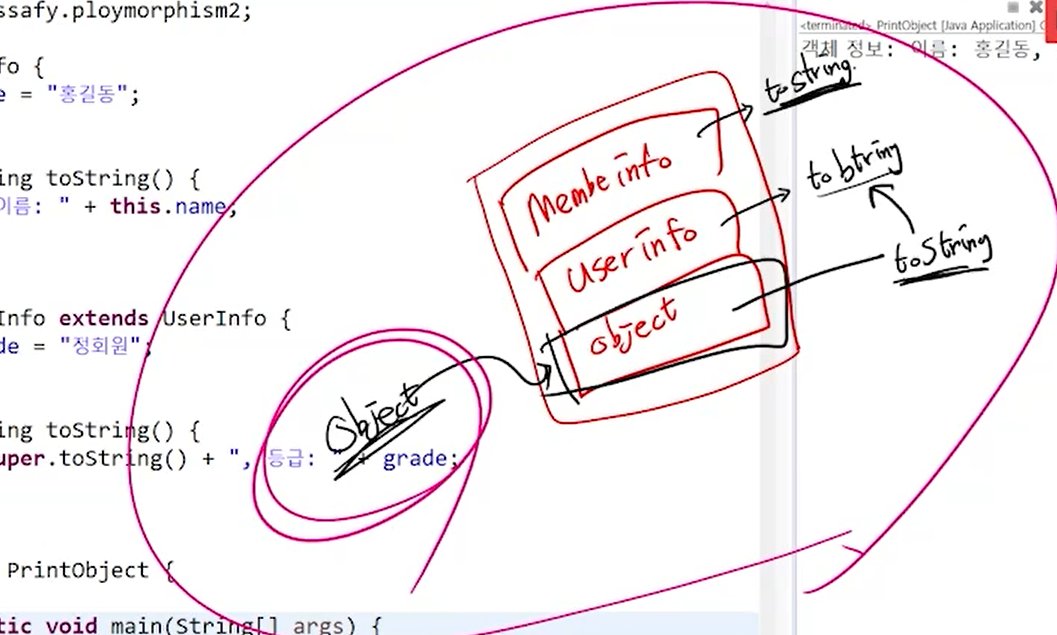 ssafy.ploymorphism2;
<terminated> PrintObject [Java Application] C
객체 정보: 이름: 홍길동,
fo {
e = "홍길동";
tostring.
ing toString() {
이름: " + this.name;
Membe info
tobtring
User info
toString
Info extends UserInfo {
de = "정회원";
object
Object
ing toString() {
uper.toString() + ", 등급: " + grade;
PrintObject {
tic void main(String[] args) {